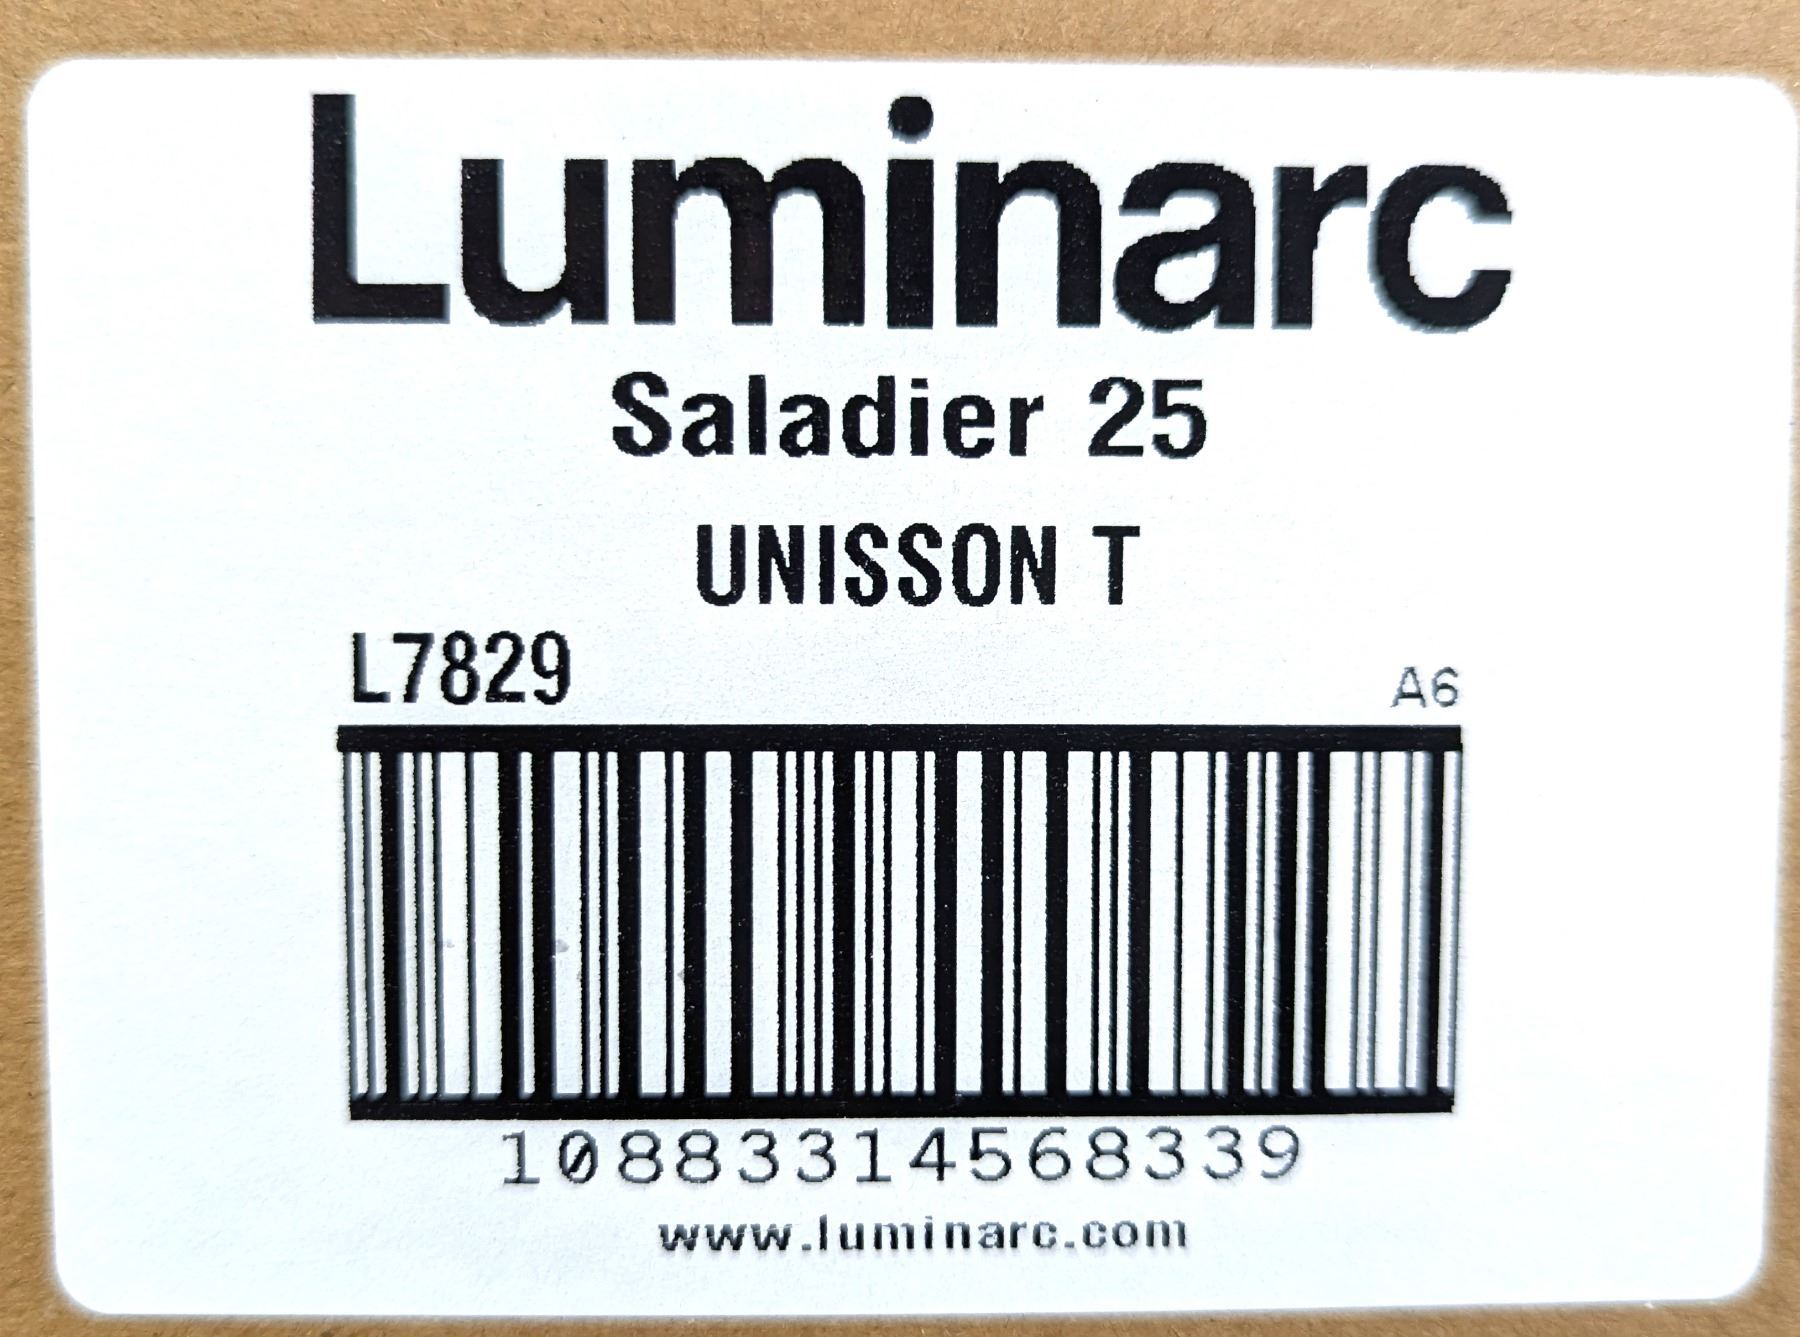 Luminarc
Saladier 25
UNISSON T
L7829 A6
10883314568339
www.luminarc.com